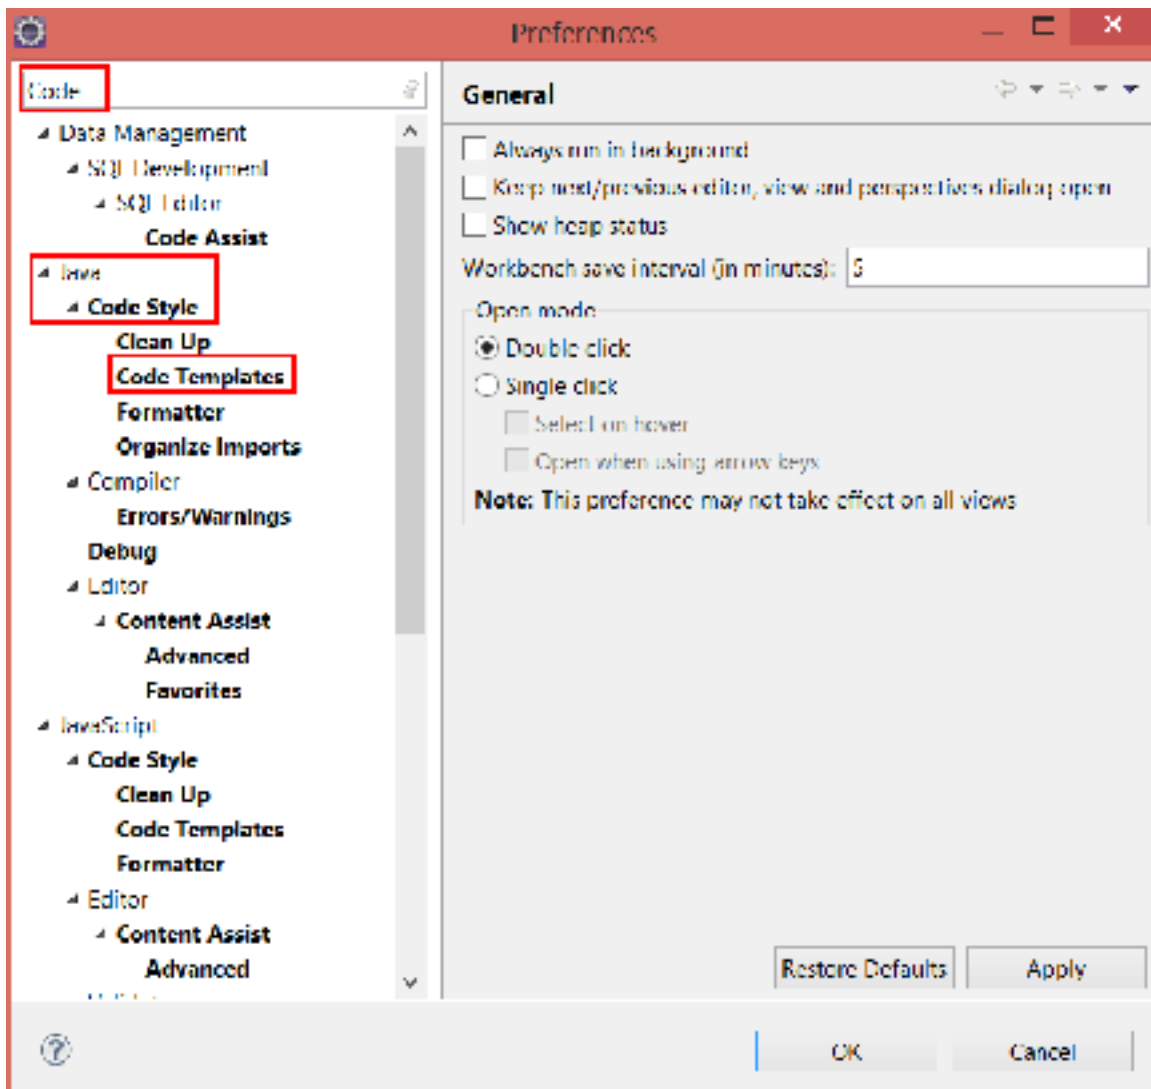 Preferences
Code
Data Management
SQL Development
SQL Editor
Code Assist
Java
Code Style
Clean Up
Code Templates
Formatter
Organize Imports
Compiler
Errors/Warnings
Debug
Editor
Content Assist
Advanced
Favorites
JavaScript
Code Style
Clean Up
Code Templates
Formatter
Editor
Content Assist
Advanced
General
Always run in background
Keep next/previous editor, view and perspectives dialog open
Show heap status
Workbench save interval (in minutes): 5
Open mode
Double click
Single click
Select on hover
Open when using arrow keys
Note: This preference may not take effect on all views
Restore Defaults Apply
OK Cancel